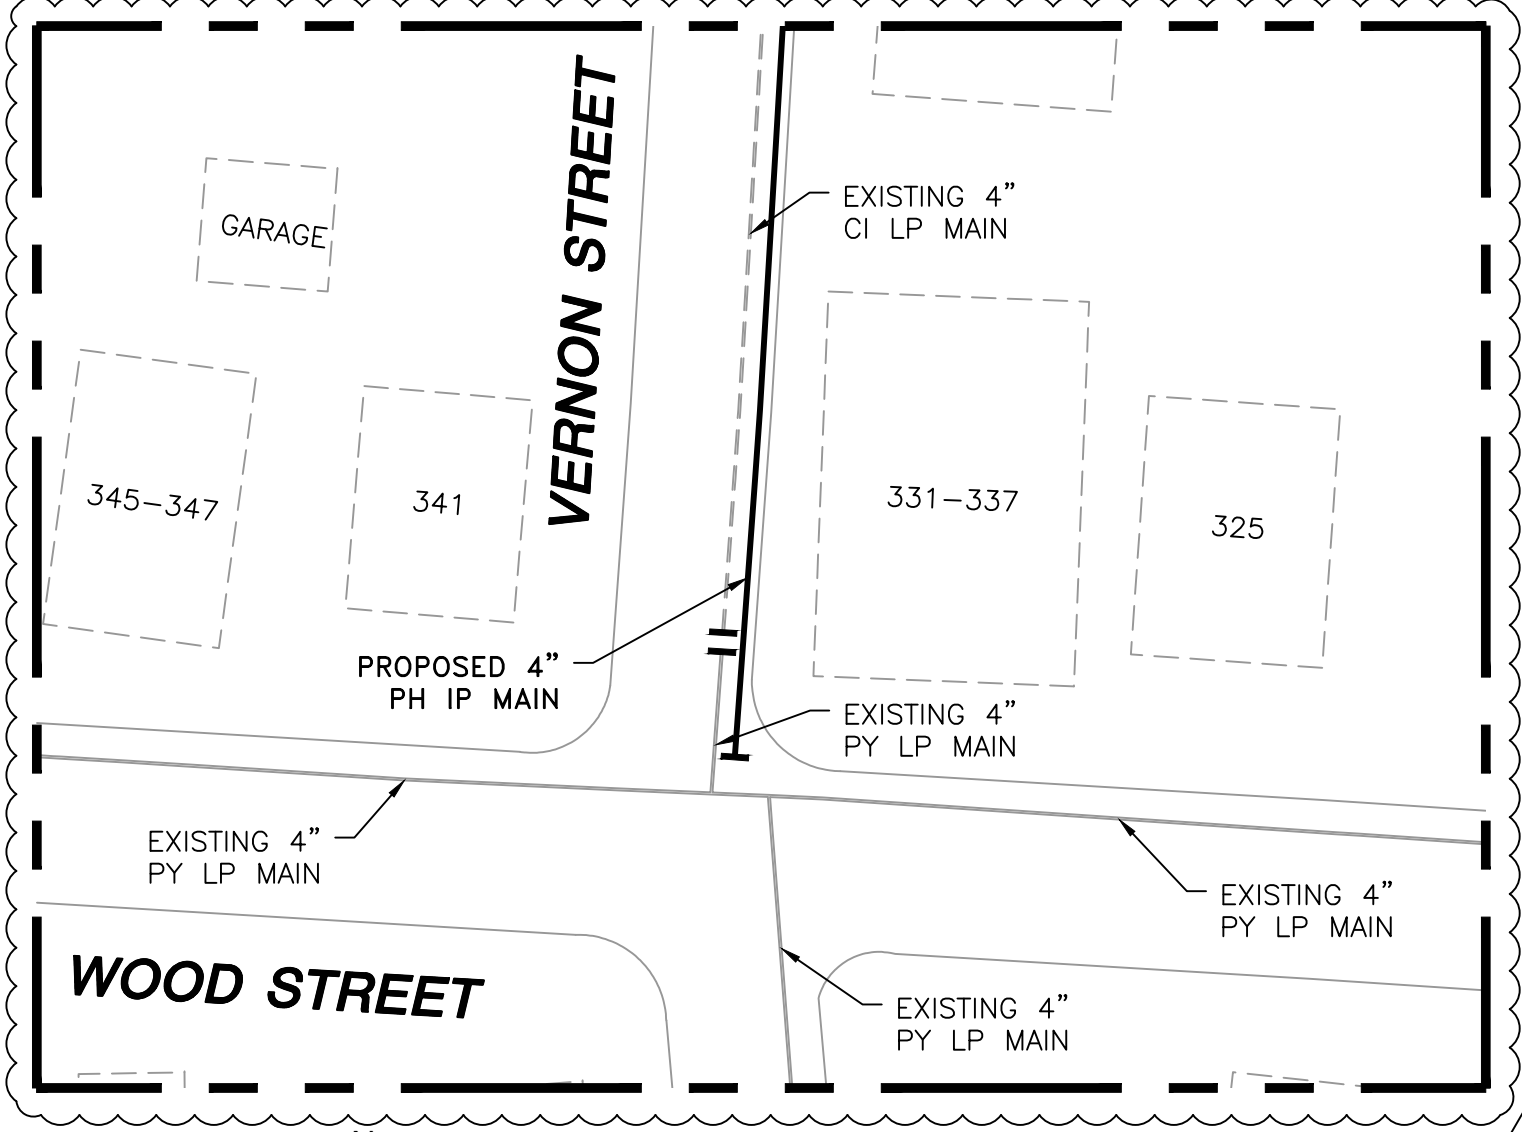 VERNON STREET
EXISTING 4"
CI LP MAIN
GARAGE
345-347
341
331-337
325
PROPOSED 4"
PH IP MAIN
EXISTING 4"
PY LP MAIN
EXISTING 4"
PY LP MAIN
EXISTING 4"
PY LP MAIN
WOOD STREET
EXISTING 4"
PY LP MAIN